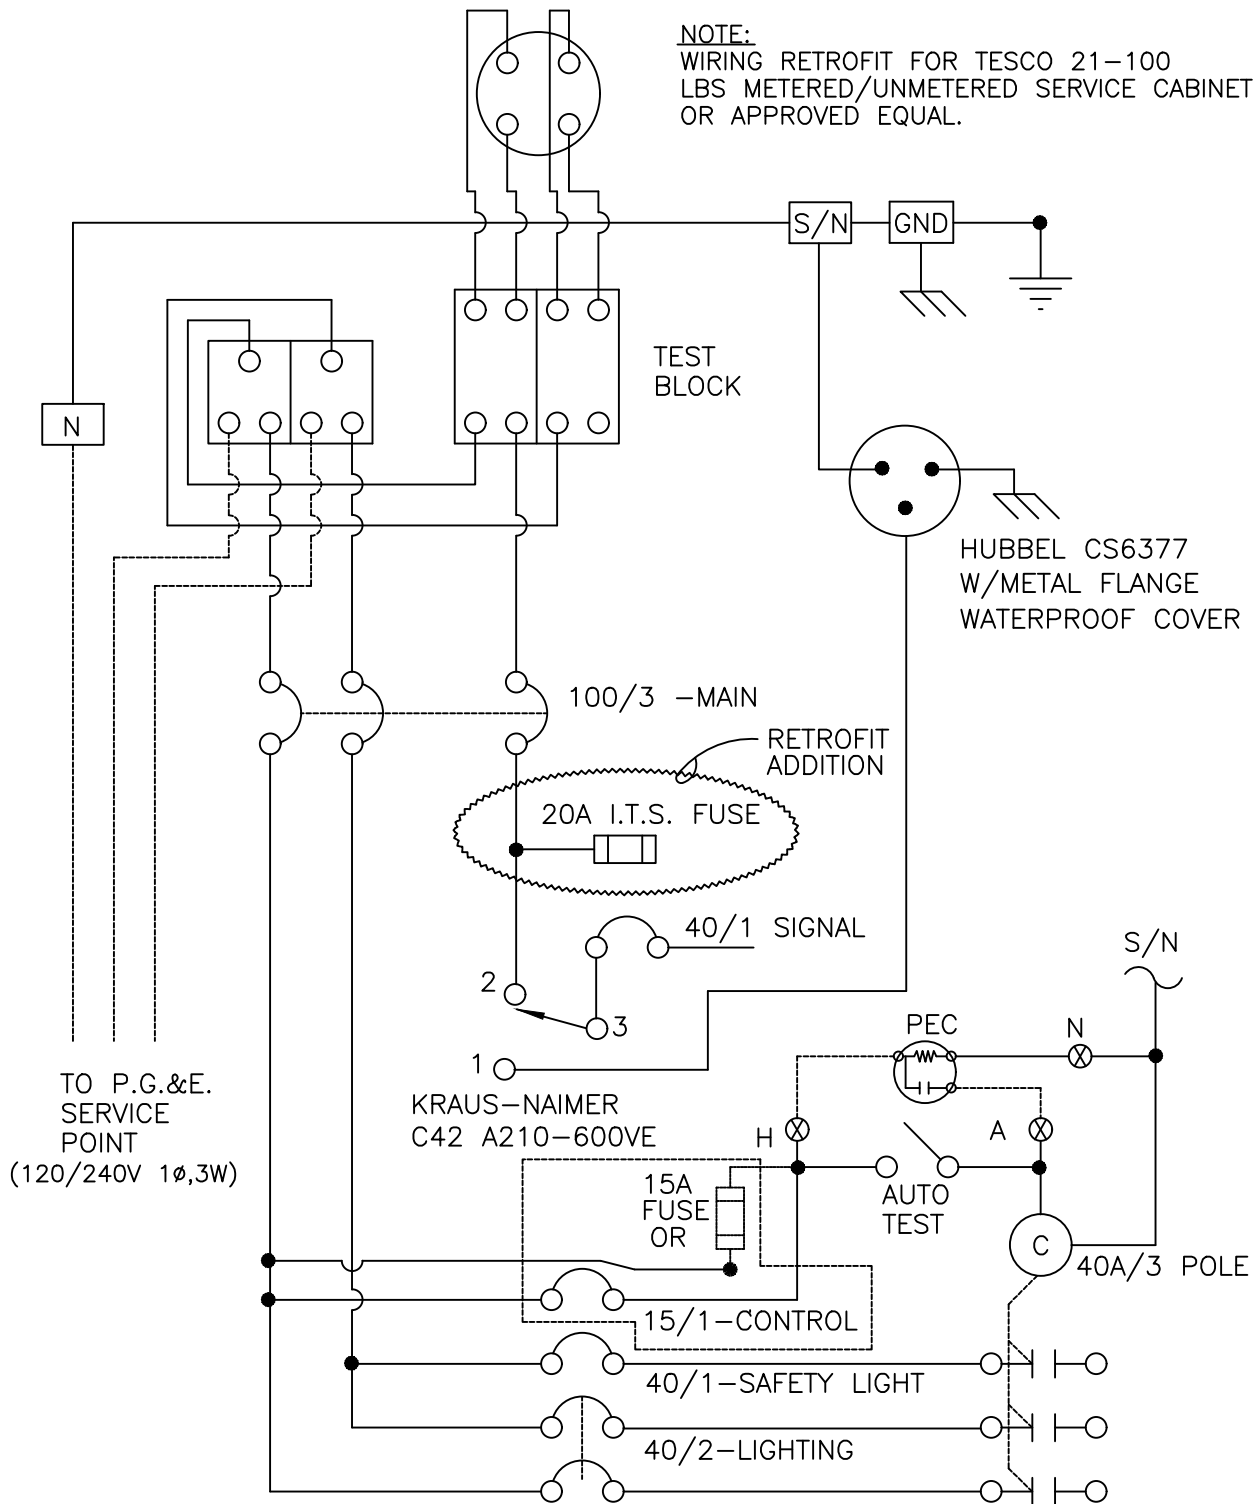 NOTE:
WIRING RETROFIT FOR TESCO 21-100
LBS METERED/UNMETERED SERVICE CABINET
OR APPROVED EQUAL.
S/N
GND
TEST
BLOCK
N
HUBBEL CS6377
W/METAL FLANGE
WATERPROOF COVER
100/3 -MAIN
RETROFIT
ADDITION
20A I.T.S. FUSE
40/1 SIGNAL
S/N
2
3
PEC
N
1
TO P.G.&E.
SERVICE
POINT
(120/240V 1ø,3W)
KRAUS-NAIMER
C42 A210-600VE
H
A
15A
FUSE
OR
AUTO
TEST
C
40A/3 POLE
15/1-CONTROL
40/1-SAFETY LIGHT
40/2-LIGHTING